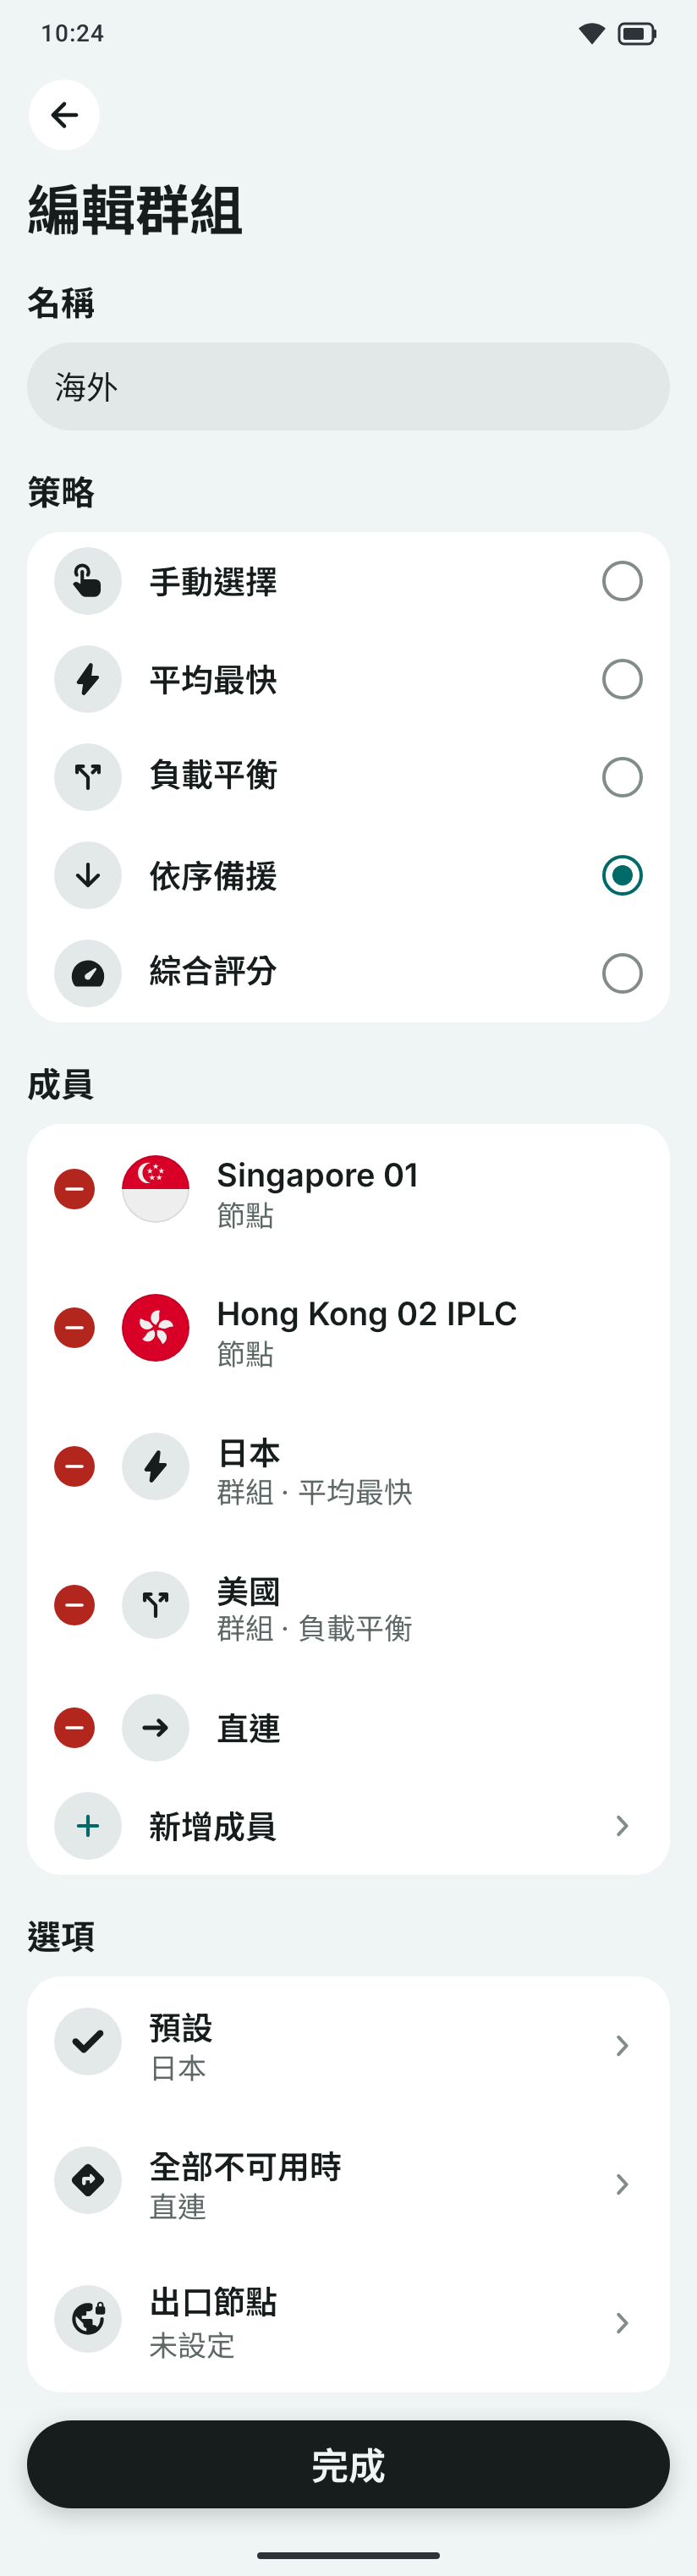 10:24
編輯群組
名稱
海外
策略
手動選擇
平均最快
負載平衡
依序備援
綜合評分
成員
Singapore 01
節點
Hong Kong 02 IPLC
節點
日本
群組 · 平均最快
美國
群組 · 負載平衡
直連
新增成員
選項
預設
日本
全部不可用時
直連
出口節點
未設定
完成